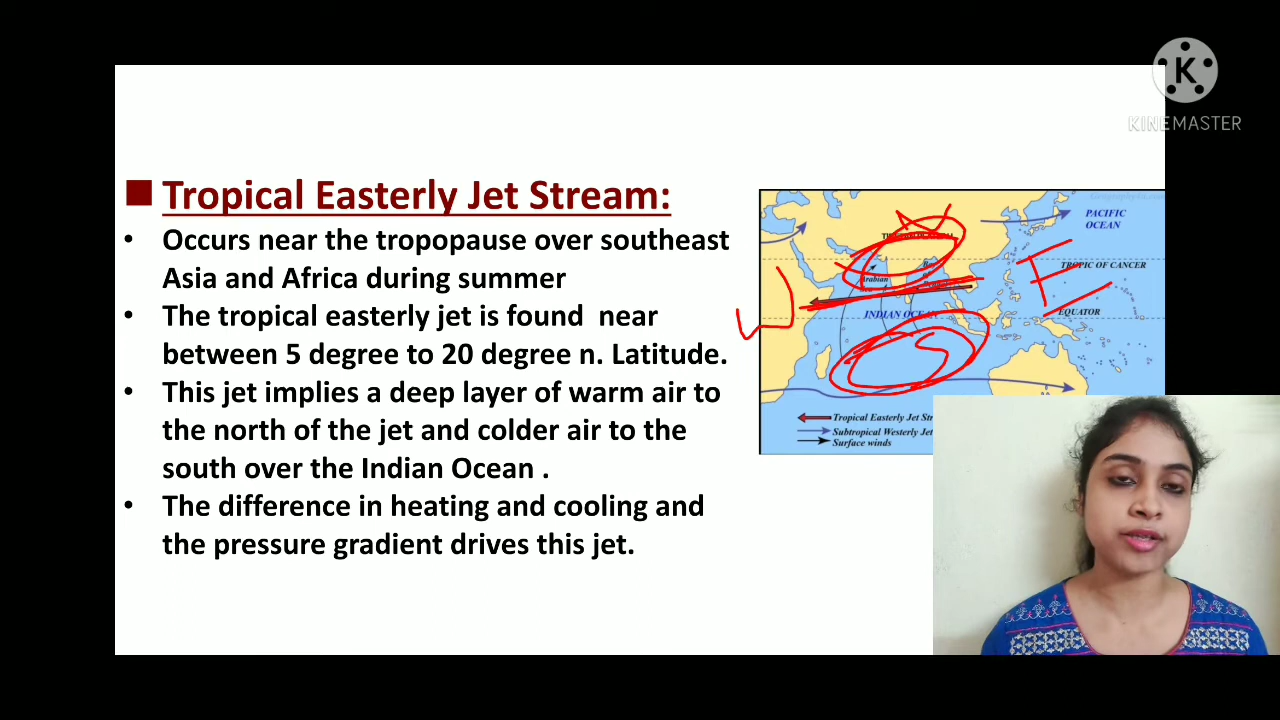 KINEMASTER
Tropical Easterly Jet Stream:
• Occurs near the tropopause over southeast
Asia and Africa during summer
• The tropical easterly jet is found near
between 5 degree to 20 degree n. Latitude.
• This jet implies a deep layer of warm air to
the north of the jet and colder air to the
south over the Indian Ocean .
• The difference in heating and cooling and
the pressure gradient drives this jet.
PACIFIC
OCEAN
TROPIC OF CANCER
EQUATOR
Arabian
INDIAN OCEAN
W
E
Tropical Easterly Jet Str
Subtropical Westerly Jet
Surface winds